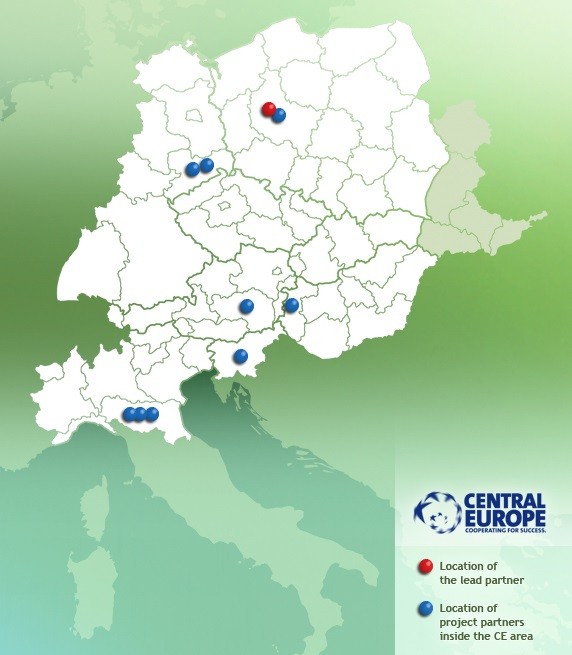 CENTRAL
EUROPE
COOPERATING FOR SUCCESS.
Location of
the lead partner
Location of
project partners
inside the CE area